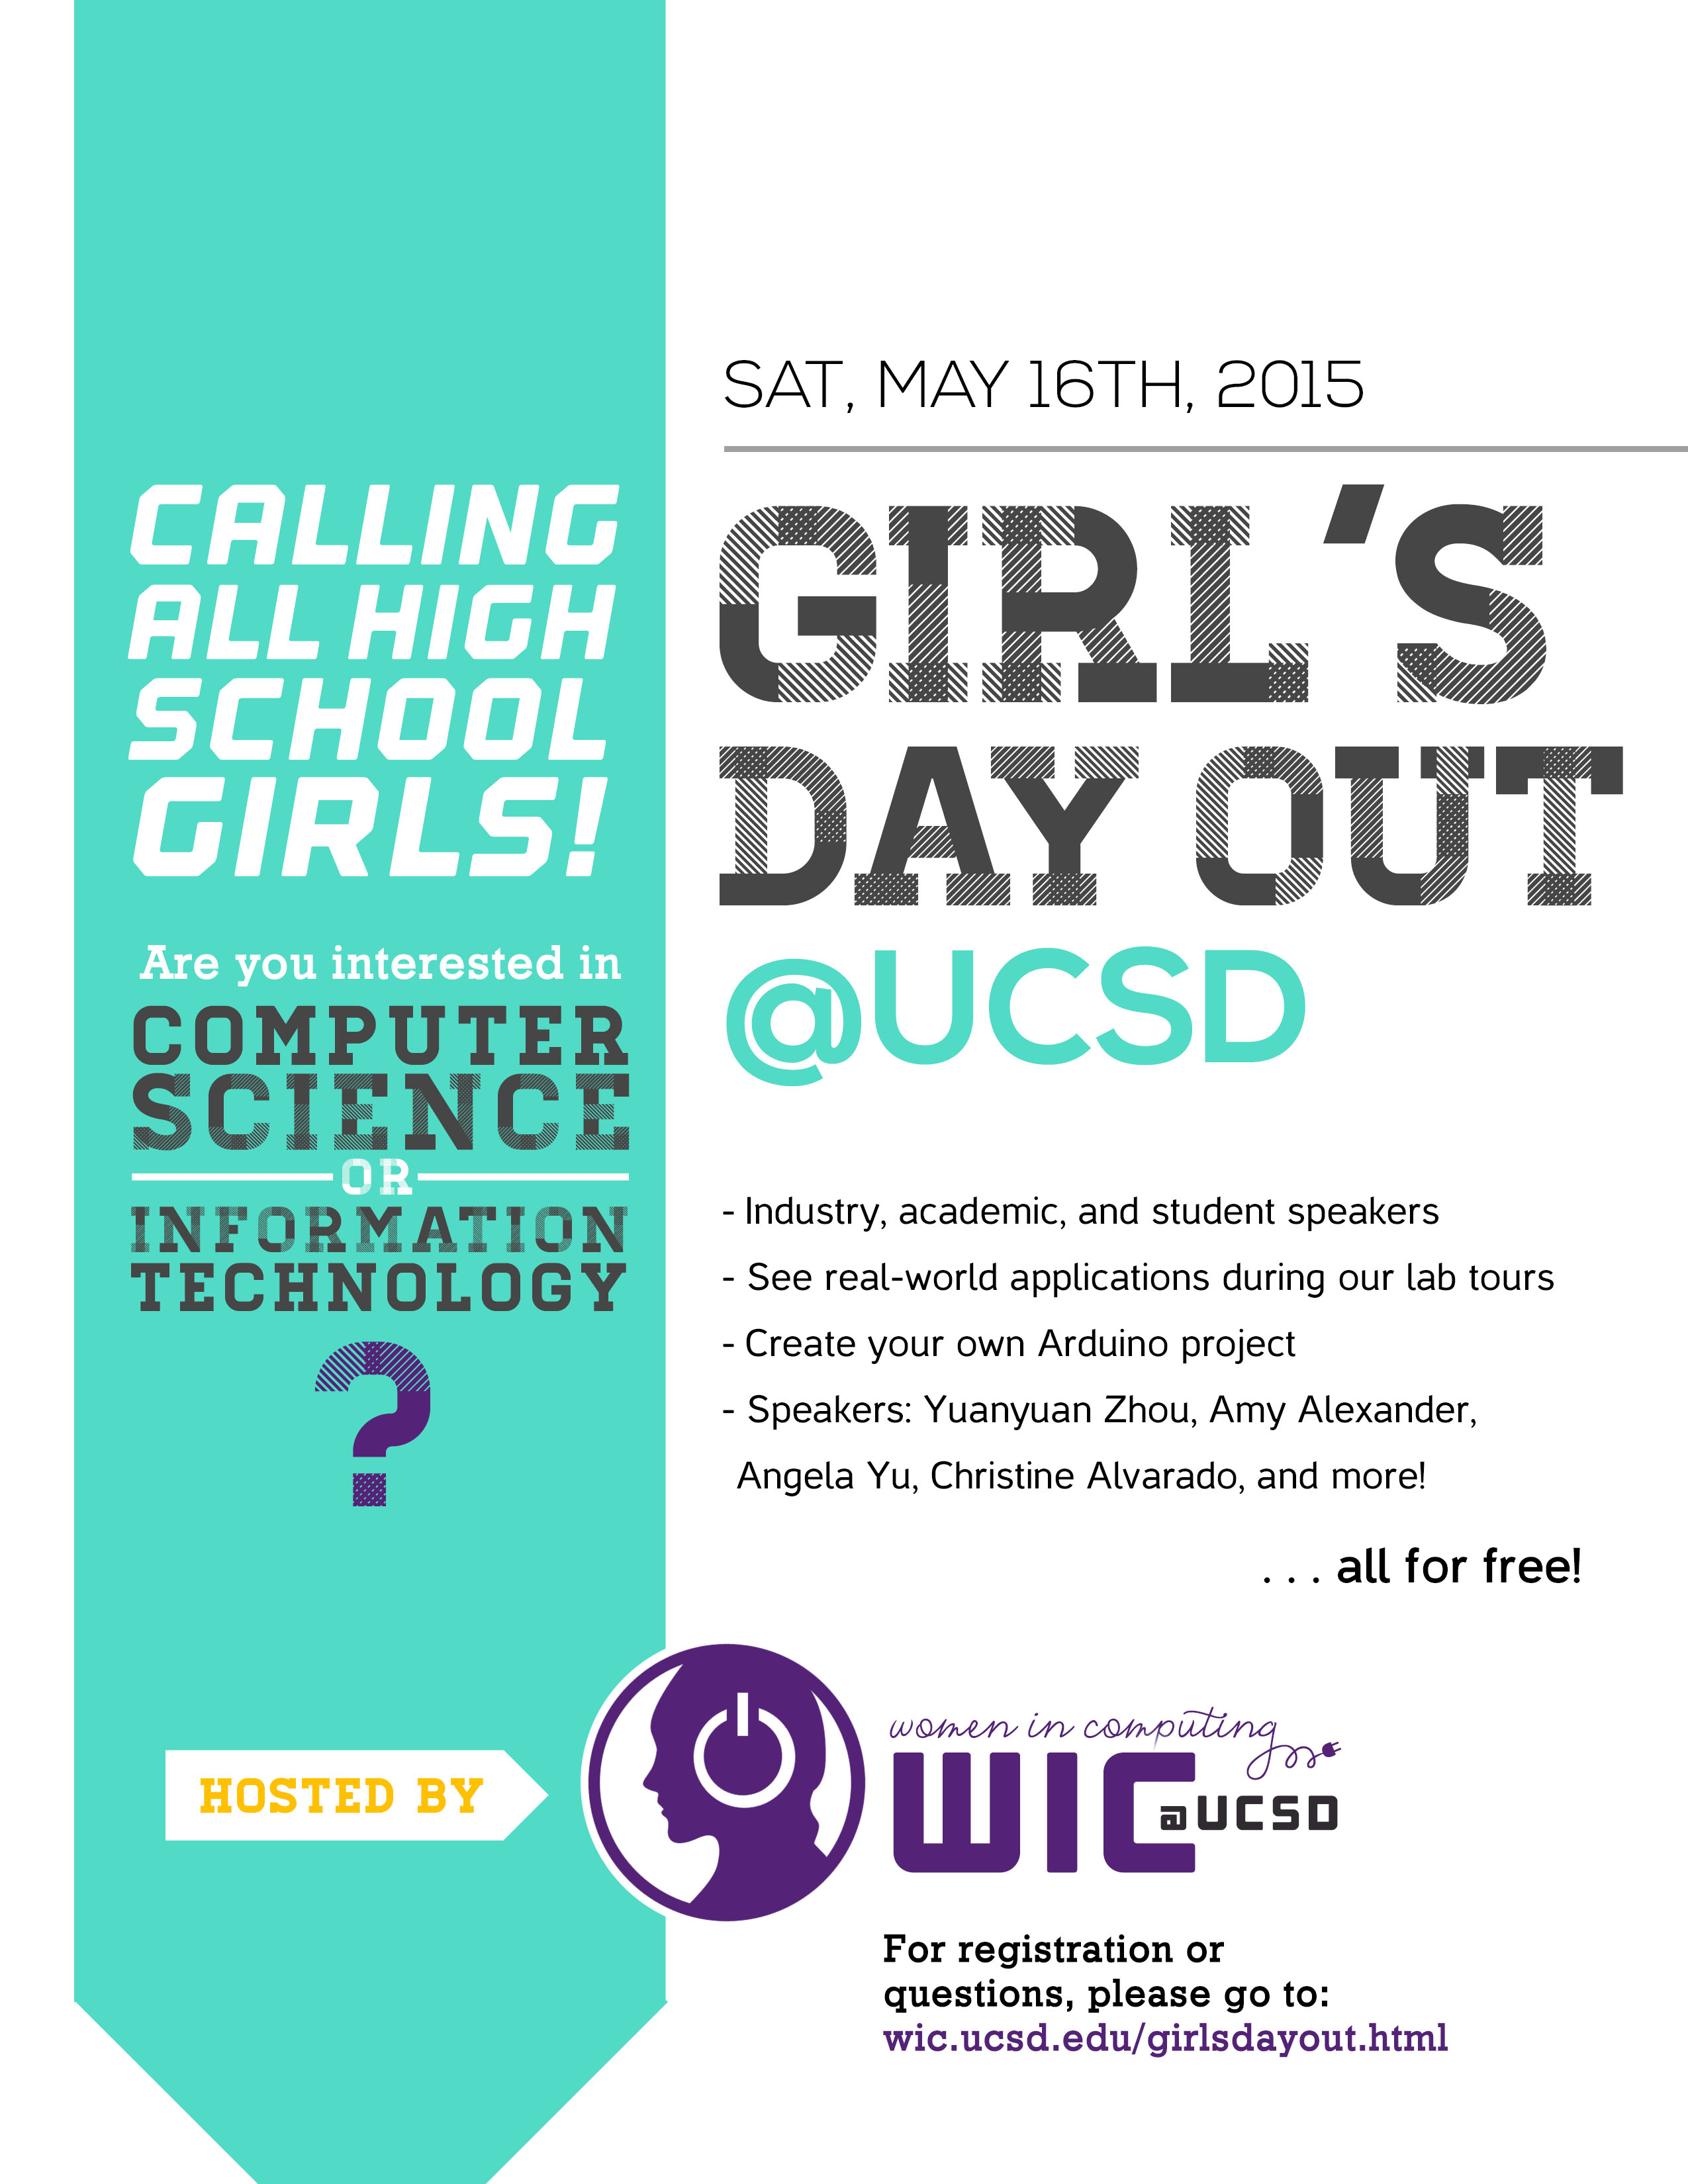 CALLING
ALL HIGH
SCHOOL
GIRLS!
Are you interested in
COMPUTER
SCIENCE
OR
INFORMATION
TECHNOLOGY
?
SAT, MAY 16TH, 2015
GIRL'S
DAY OUT
@UCSD
- Industry, academic, and student speakers
- See real-world applications during our lab tours
- Create your own Arduino project
- Speakers: Yuanyuan Zhou, Amy Alexander,
Angela Yu, Christine Alvarado, and more!
. . . all for free!
HOSTED BY
women in computing
WIC
@UCSD
For registration or
questions, please go to:
wic.ucsd.edu/girlsdayout.html